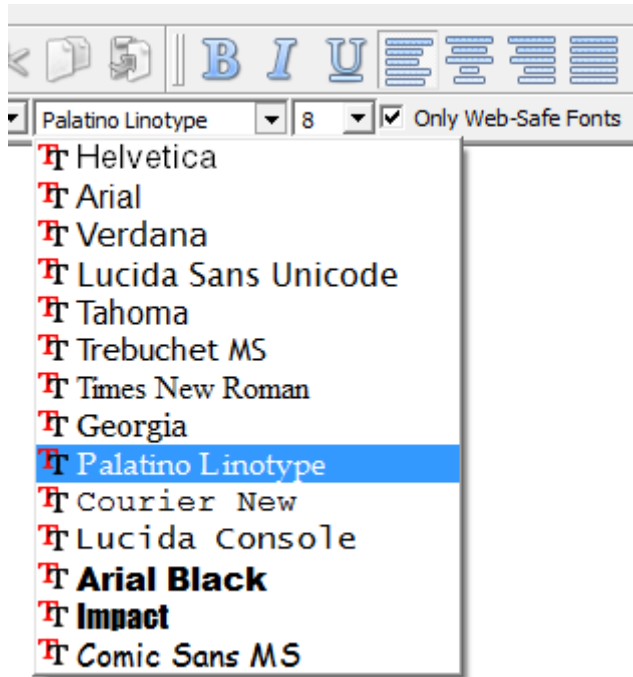 B I U
Palatino Linotype 8 Only Web-Safe Fonts
Helvetica
Arial
Verdana
Lucida Sans Unicode
Tahoma
Trebuchet MS
Times New Roman
Georgia
Palatino Linotype
Courier New
Lucida Console
Arial Black
Impact
Comic Sans MS